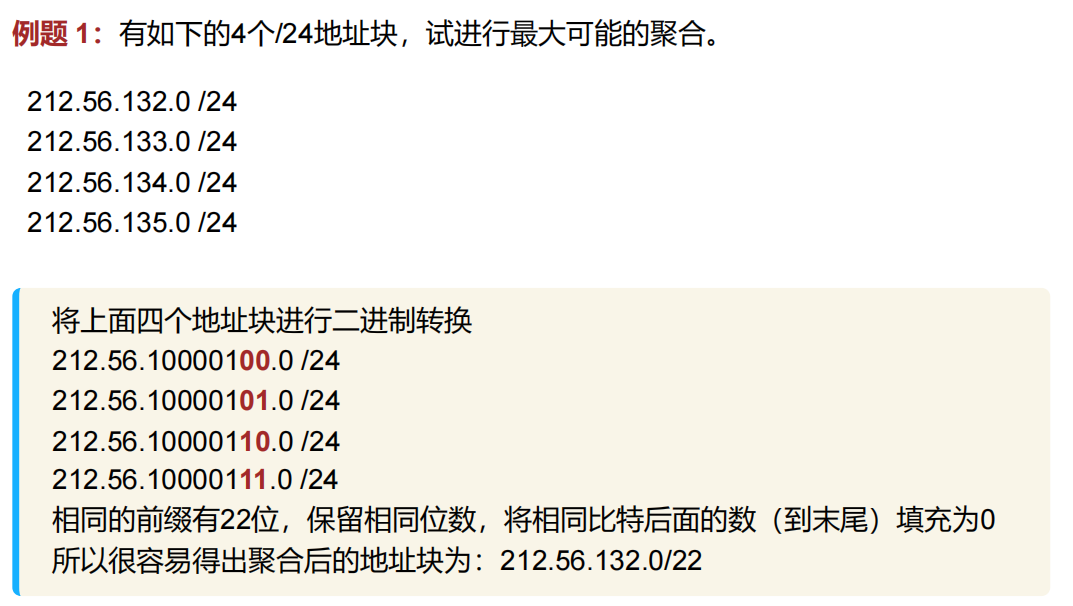 例题 1：有如下的4个/24地址块，试进行最大可能的聚合。
212.56.132.0 /24
212.56.133.0 /24
212.56.134.0 /24
212.56.135.0 /24
将上面四个地址块进行二进制转换
212.56.10000100.0 /24
212.56.10000101.0 /24
212.56.10000110.0 /24
212.56.10000111.0 /24
相同的前缀有22位，保留相同位数，将相同比特后面的数（到末尾）填充为0
所以很容易得出聚合后的地址块为：212.56.132.0/22